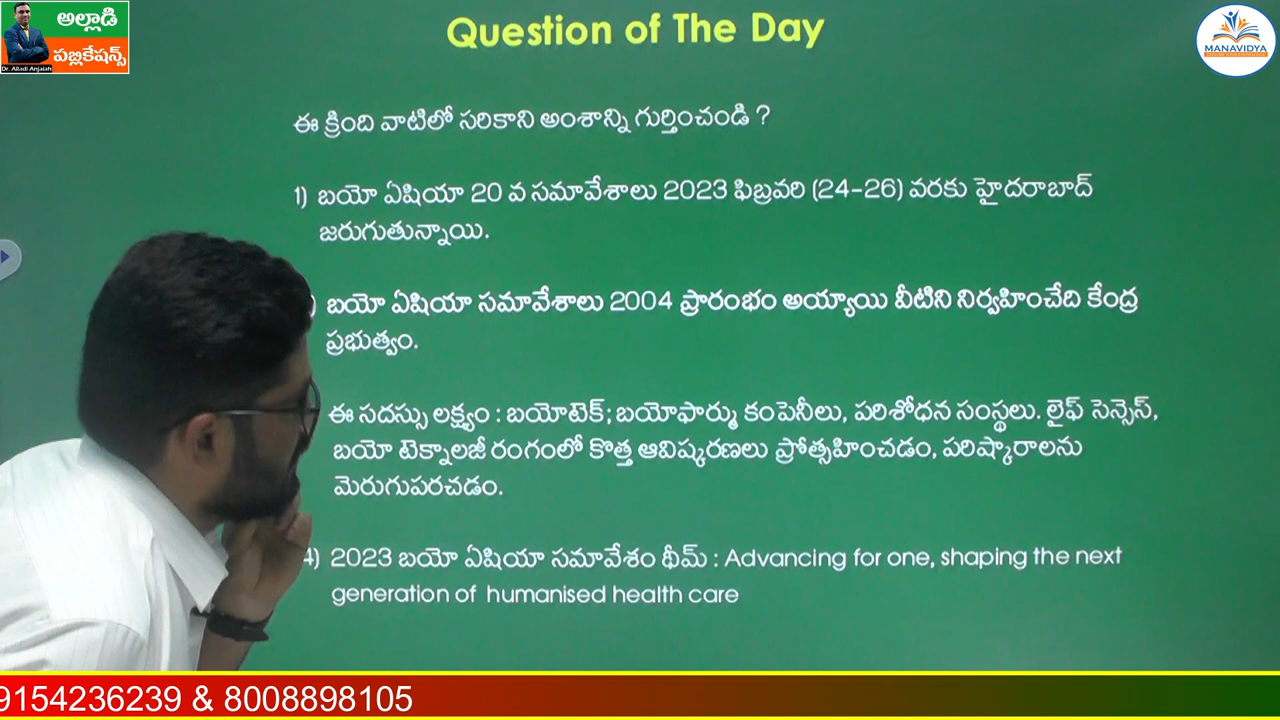 అల్లాడి
పబ్లికేషన్స్
Dr. Alladi Anjaiah
Question of The Day
MANAVIDYA
ఈ క్రింది వాటిలో సరికాని అంశాన్ని గుర్తించండి ?
1) బయో ఏషియా 20 వ సమావేశాలు 2023 ఫిబ్రవరి (24-26) వరకు హైదరాబాద్
జరుగుతున్నాయి.
) బయో ఏషియా సమావేశాలు 2004 ప్రారంభం అయ్యాయి వీటిని నిర్వహించేది కేంద్ర
ప్రభుత్వం.
ఈ సదస్సు లక్ష్యం : బయోటెక్; బయోఫార్ము కంపెనీలు, పరిశోధన సంస్థలు. లైఫ్ సెన్సెస్,
బయో టెక్నాలజీ రంగంలో కొత్త ఆవిష్కరణలు ప్రోత్సహించడం, పరిష్కారాలను
మెరుగుపరచడం.
4) 2023 బయో ఏషియా సమావేశం థీమ్ : Advancing for one, shaping the next
generation of humanised health care
9154236239 & 8008898105